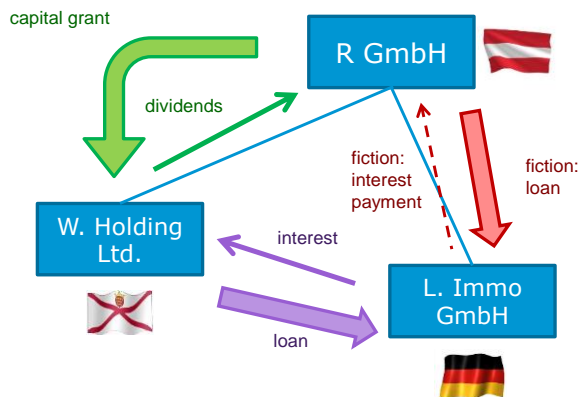 capital grant
R GmbH
dividends
fiction:
interest
payment
fiction:
loan
W. Holding
Ltd.
interest
L. Immo
GmbH
loan